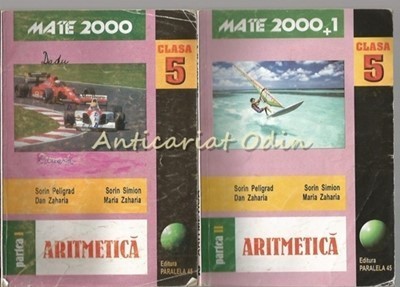 MATE 2000
CLASA
5
Dudu
Sorin Peligrad
Dan Zaharia
Sorin Simion
Maria Zaharia
partea I
ARITMETICĂ
Editura
PARALELA 45
MATE 2000+1
CLASA
5
Sorin Peligrad
Dan Zaharia
Sorin Simion
Maria Zaharia
partea II
ARITMETICĂ
Editura
PARALELA 45
Anticariat Odin